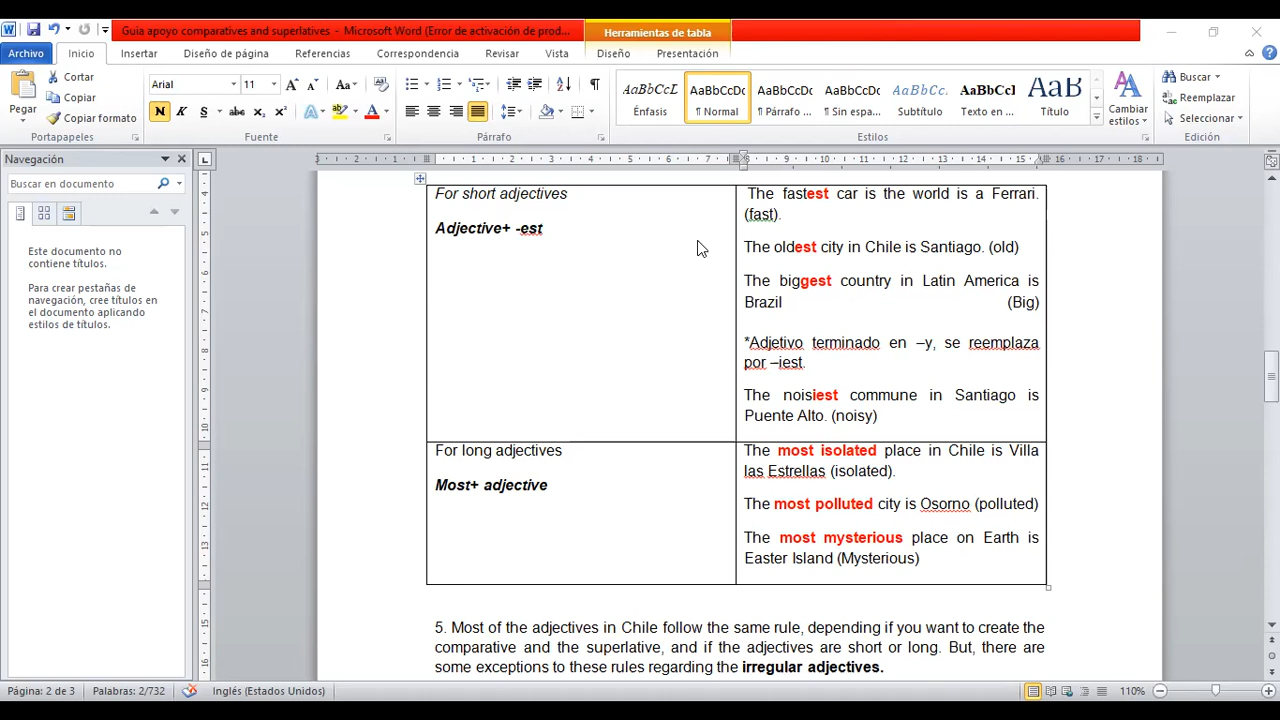 Guia apoyo comparatives and superlatives - Microsoft Word (Error de activación de prod...
Herramientas de tabla
Archivo Inicio Insertar Diseño de página Referencias Correspondencia Revisar Vista Diseño Presentación
Pegar
Cortar
Copiar
Copiar formato
Portapapeles
Arial 11
N K S abc x₂ x²
Aa
Fuente
Párrafo
AaBbCcL AaBbCcDc AaBbCcDc AaBbCcDc AaBbCc. AaBbCcl AaB
Énfasis ¶ Normal ¶ Párrafo ... ¶ Sin espa... Subtítulo Texto en ... Título
Cambiar estilos
Estilos
Buscar
Reemplazar
Seleccionar
Edición
Navegación
Buscar en documento
Este documento no
contiene títulos.
Para crear pestañas de
navegación, cree títulos en
el documento aplicando
estilos de títulos.
For short adjectives
Adjective+ -est
The fastest car is the world is a Ferrari.
(fast).
The oldest city in Chile is Santiago. (old)
The biggest country in Latin America is
Brazil (Big)
*Adjetivo terminado en –y, se reemplaza
por –iest.
The noisiest commune in Santiago is
Puente Alto. (noisy)
For long adjectives
Most+ adjective
The most isolated place in Chile is Villa
las Estrellas (isolated).
The most polluted city is Osorno (polluted)
The most mysterious place on Earth is
Easter Island (Mysterious)
5. Most of the adjectives in Chile follow the same rule, depending if you want to create the
comparative and the superlative, and if the adjectives are short or long. But, there are
some exceptions to these rules regarding the irregular adjectives.
Página: 2 de 3 Palabras: 2/732 Inglés (Estados Unidos) 110%